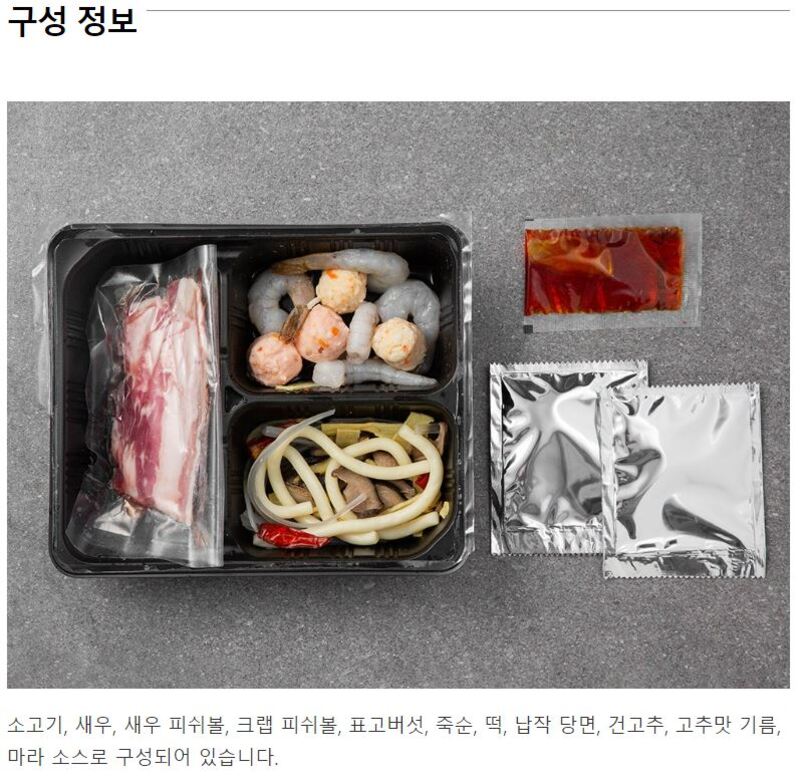 구성 정보
소고기, 새우, 새우 피쉬볼, 크랩 피쉬볼, 표고버섯, 죽순, 떡, 납작 당면, 건고추, 고추맛 기름,
마라 소스로 구성되어 있습니다.